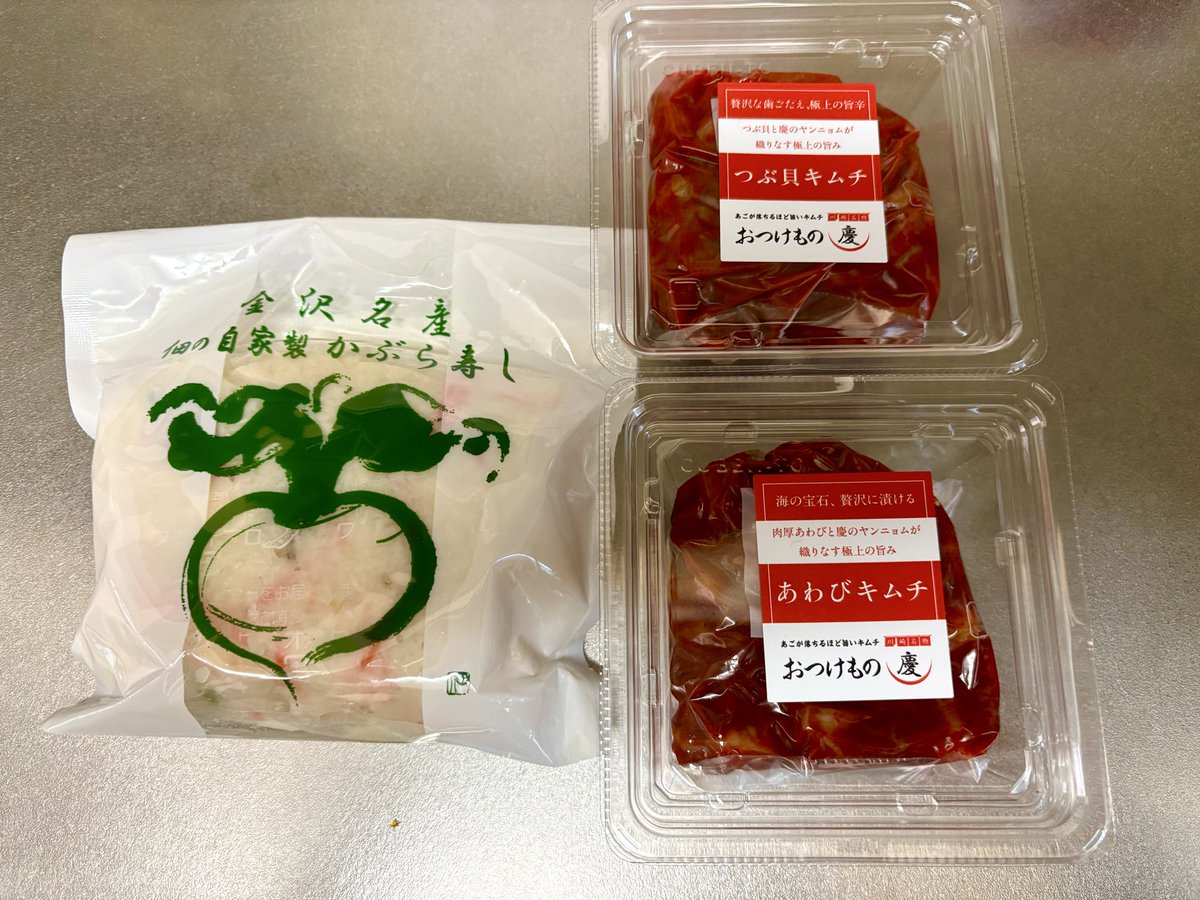 金沢名産
佃の自家製かぶら寿し
贅沢な歯ごたえ、極上の旨辛
つぶ貝と慶のヤンニョムが
織りなす極上の旨み
つぶ貝キムチ
あごが落ちるほど旨いキムチ 川崎名物
おつけもの 慶
海の宝石、贅沢に漬ける
肉厚あわびと慶のヤンニョムが
織りなす極上の旨み
あわびキムチ
あごが落ちるほど旨いキムチ 川崎名物
おつけもの 慶